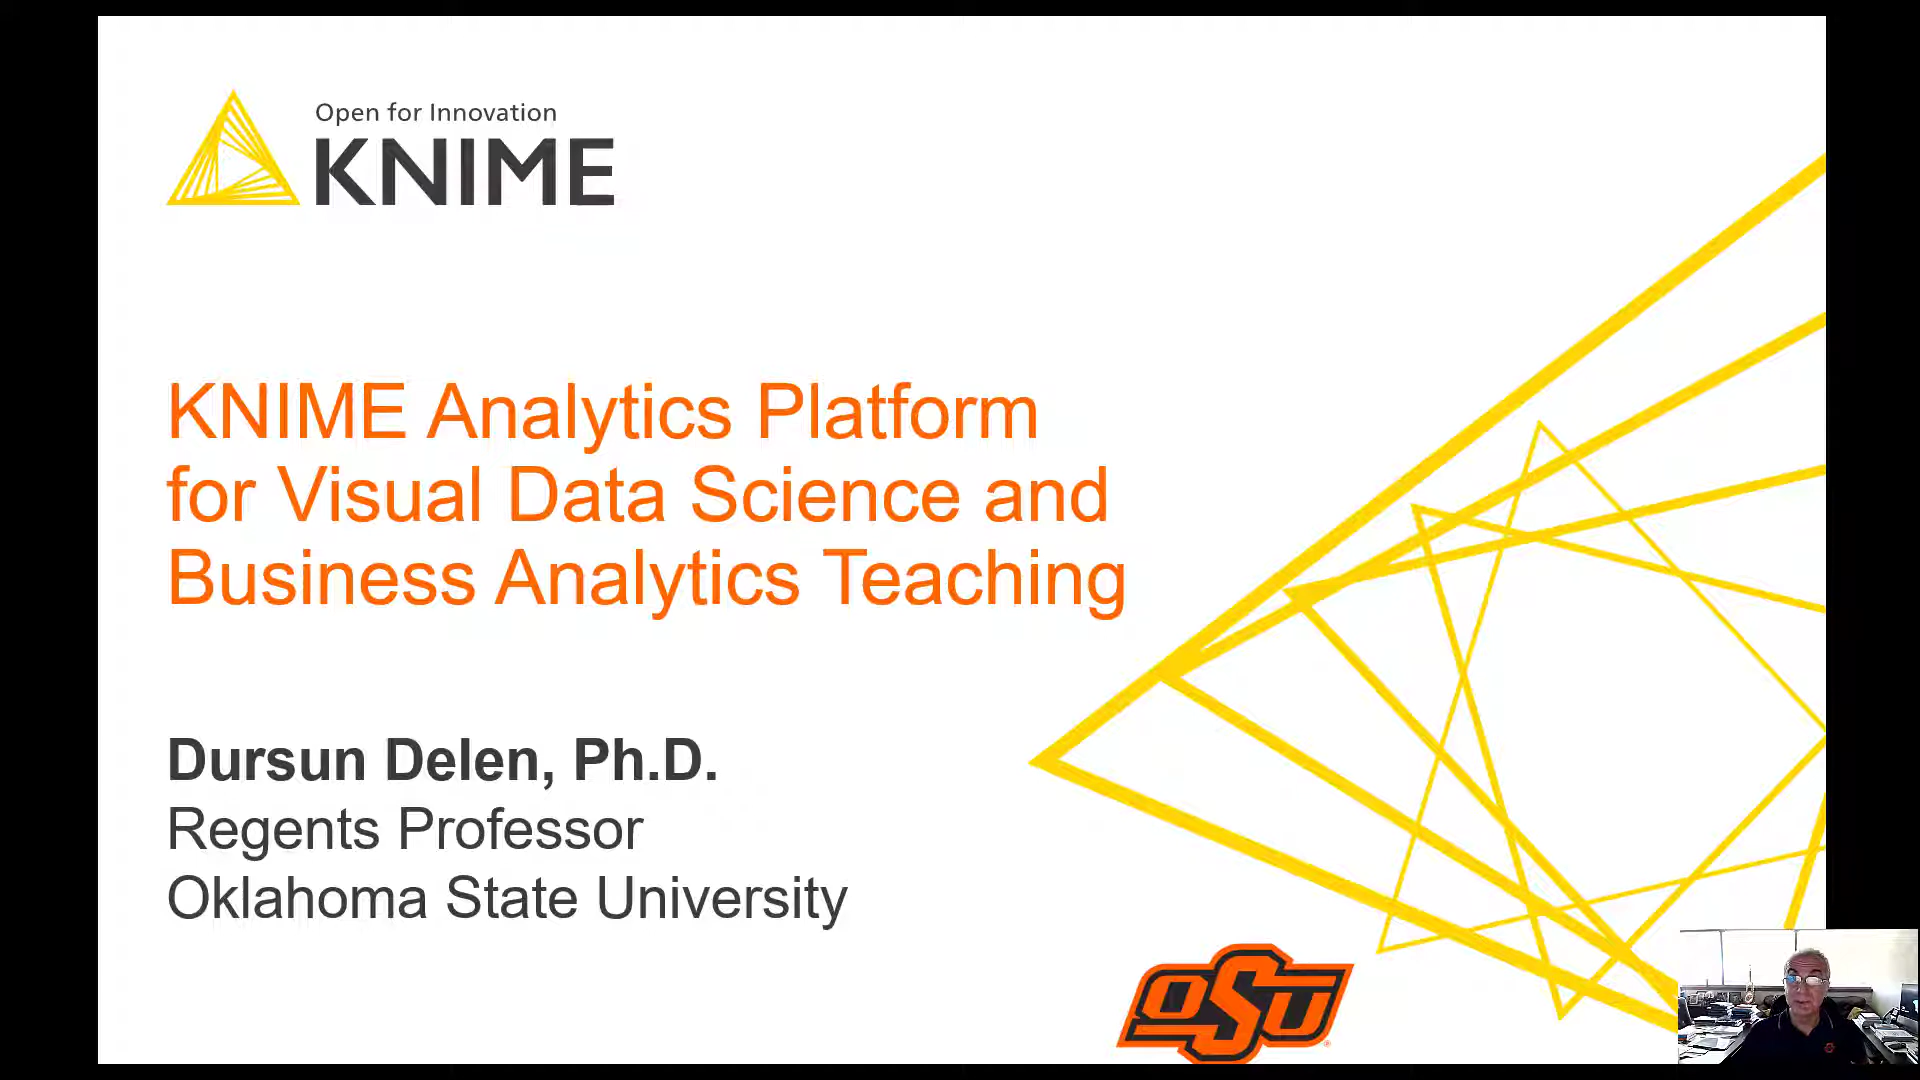 Open for Innovation
KNIME
KNIME Analytics Platform
for Visual Data Science and
Business Analytics Teaching
Dursun Delen, Ph.D.
Regents Professor
Oklahoma State University
OSU